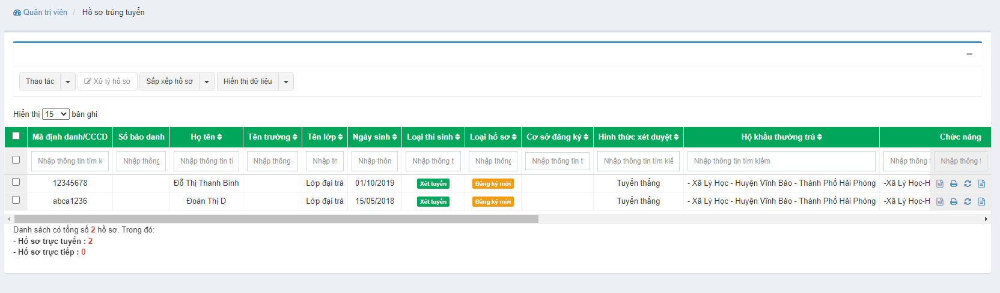 Quản trị viên / Hồ sơ trúng tuyển
Thao tác Xử lý hồ sơ Sắp xếp hồ sơ Hiển thị dữ liệu
Hiển thị 15 bản ghi
Mã định danh/CCCD Số báo danh Họ tên Tên trường Tên lớp Ngày sinh Loại thí sinh Loại hồ sơ Cơ sở đăng ký Hình thức xét duyệt Hộ khẩu thường trú Chức năng
Nhập thông tin tìm k Nhập thông Nhập thông tin tì Nhập thông Nhập th Nhập thôn Nhập thông t Nhập thông Nhập thông tin t Nhập thông tin tìm kiế Nhập thông tin tìm kiếm Nhập thông t Nhập thông t
12345678 Đỗ Thị Thanh Bình Lớp đại trà 01/10/2019 Xét tuyển Đăng ký mới Tuyển thẳng - Xã Lý Học - Huyện Vĩnh Bảo - Thành Phố Hải Phòng -Xã Lý Học-H
abca1236 Đoàn Thị D Lớp đại trà 15/05/2018 Xét tuyển Đăng ký mới Tuyển thẳng - Xã Lý Học - Huyện Vĩnh Bảo - Thành Phố Hải Phòng -Xã Lý Học-H
Danh sách có tổng số 2 hồ sơ. Trong đó:
- Hồ sơ trực tuyến : 2
- Hồ sơ trực tiếp : 0